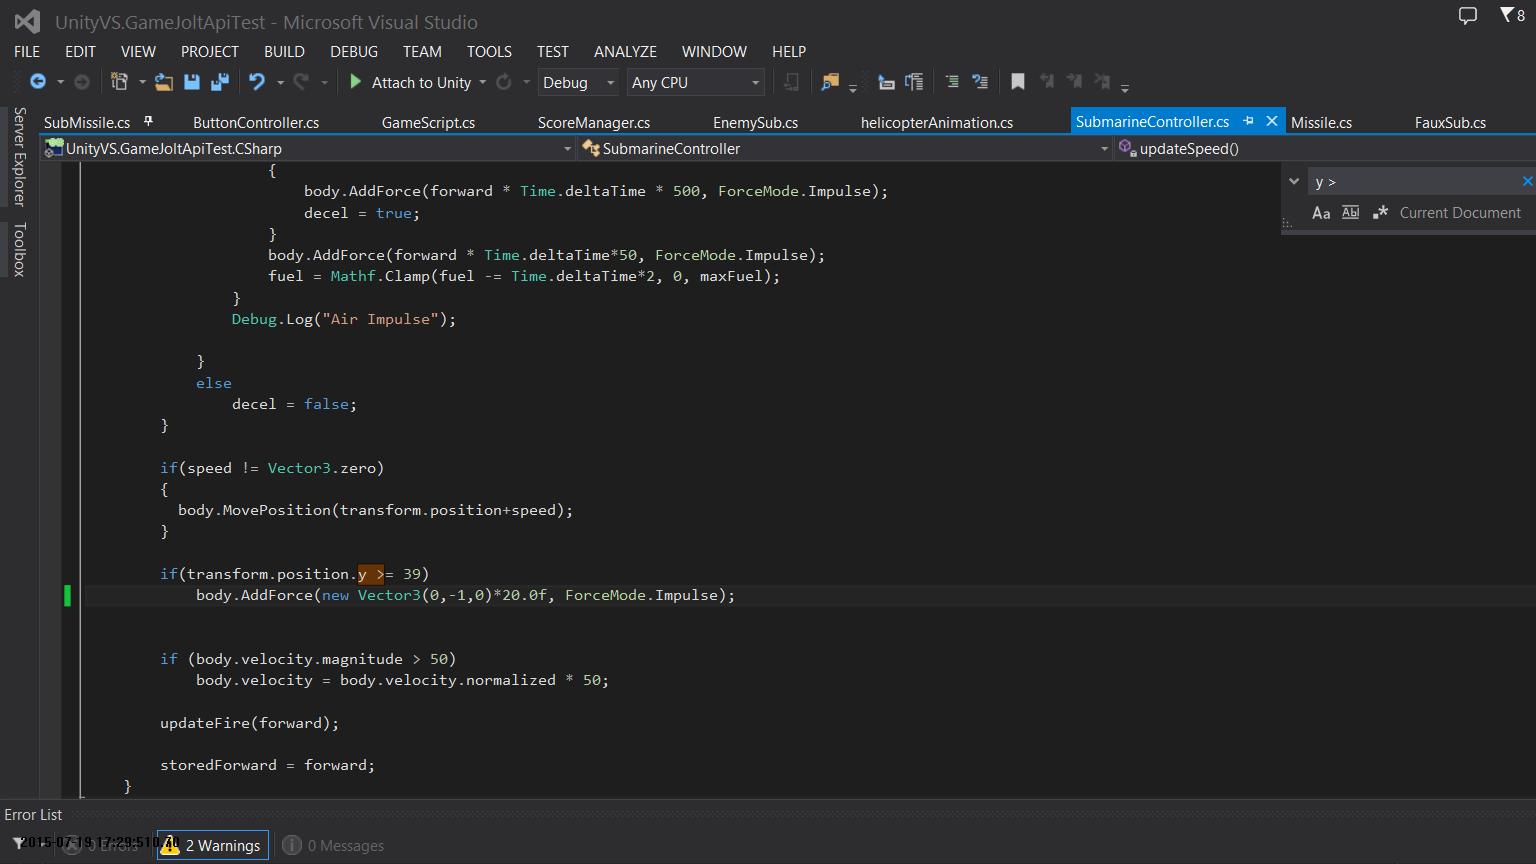 UnityVS.GameJoltApiTest - Microsoft Visual Studio
8
FILE EDIT VIEW PROJECT BUILD DEBUG TEAM TOOLS TEST ANALYZE WINDOW HELP
Attach to Unity Debug Any CPU
Server Explorer
Toolbox
SubMissile.cs ButtonController.cs GameScript.cs ScoreManager.cs EnemySub.cs helicopterAnimation.cs SubmarineController.cs Missile.cs FauxSub.cs
UnityVS.GameJoltApiTest.CSharp SubmarineController updateSpeed()
y >
Aa Abl .* Current Document
{
body.AddForce(forward * Time.deltaTime * 500, ForceMode.Impulse);
decel = true;
}
body.AddForce(forward * Time.deltaTime*50, ForceMode.Impulse);
fuel = Mathf.Clamp(fuel -= Time.deltaTime*2, 0, maxFuel);
}
Debug.Log("Air Impulse");
}
else
decel = false;
}
if(speed != Vector3.zero)
{
body.MovePosition(transform.position+speed);
}
if(transform.position.y >= 39)
body.AddForce(new Vector3(0,-1,0)*20.0f, ForceMode.Impulse);
if (body.velocity.magnitude > 50)
body.velocity = body.velocity.normalized * 50;
updateFire(forward);
storedForward = forward;
}
Error List
0 Errors 2 Warnings 0 Messages